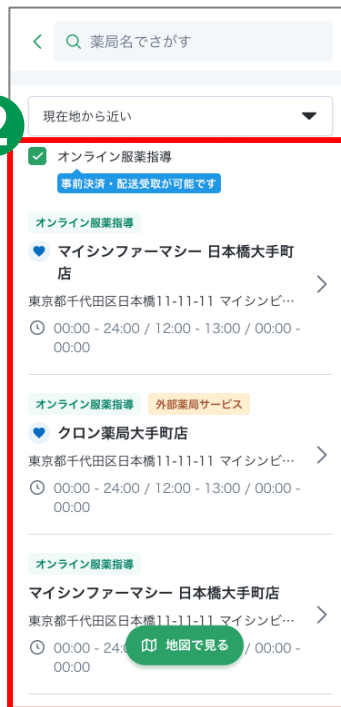 薬局名でさがす
現在地から近い
2
オンライン服薬指導
事前決済・配送受取が可能です
オンライン服薬指導
マイシンファーマシー 日本橋大手町
店
東京都千代田区日本橋11-11-11 マイシンビ…
00:00 - 24:00 / 12:00 - 13:00 / 00:00 -
00:00
オンライン服薬指導 外部薬局サービス
クロン薬局大手町店
東京都千代田区日本橋11-11-11 マイシンビ…
00:00 - 24:00 / 12:00 - 13:00 / 00:00 -
00:00
オンライン服薬指導
マイシンファーマシー 日本橋大手町店
東京都千代田区日本橋11-11-11 マイシンビ…
00:00 - 24: / 00:00 -
地図で見る
00:00